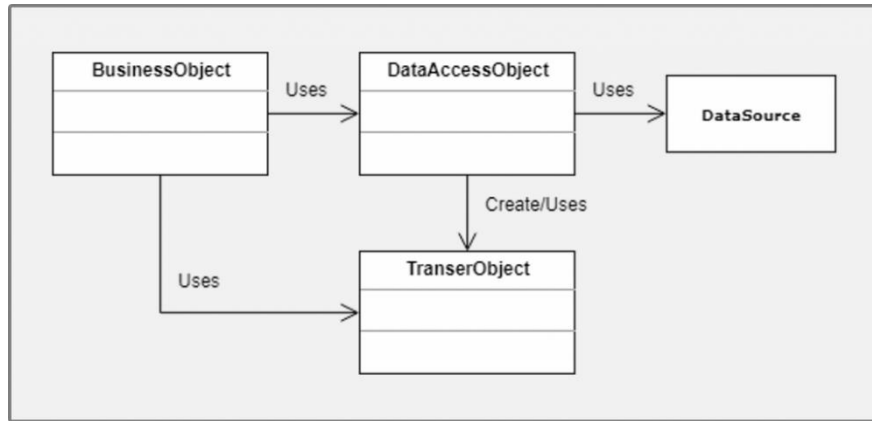 BusinessObject
Uses
DataAccessObject
Uses
DataSource
Create/Uses
Uses
TranserObject